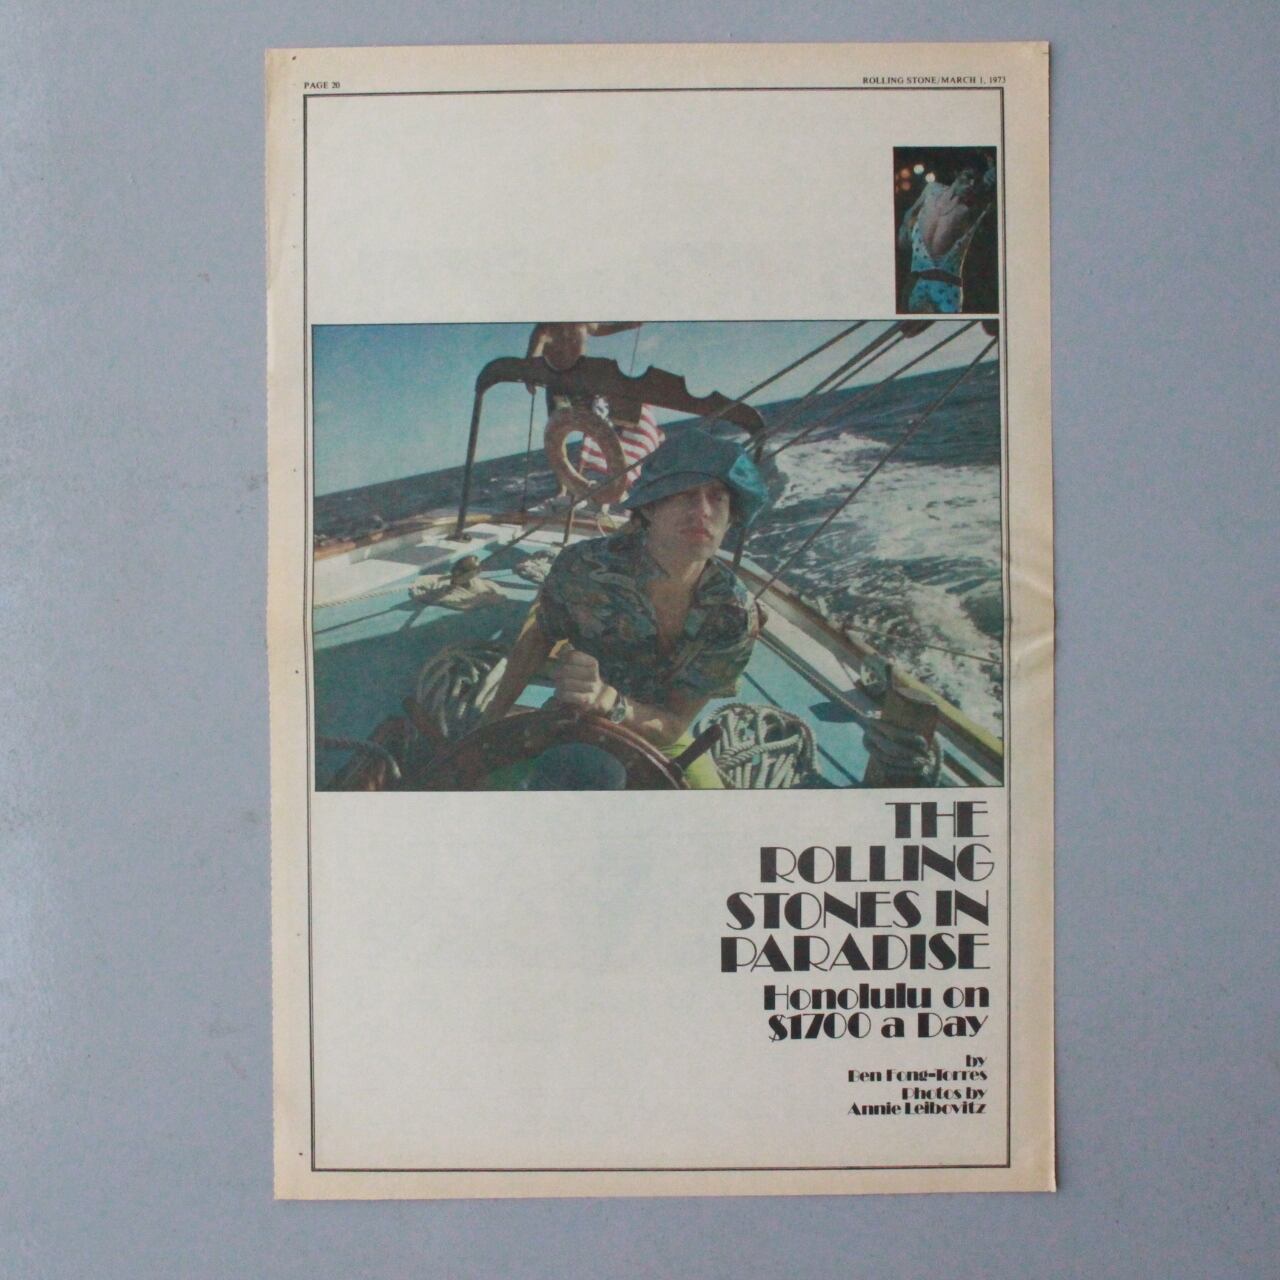 PAGE 20
ROLLING STONE/MARCH 1, 1973
THE
ROLLING
STONES IN
PARADISE
Honolulu on
$1700 a Day
by
Ben Fong-Torres
Photos by
Annie Leibovitz